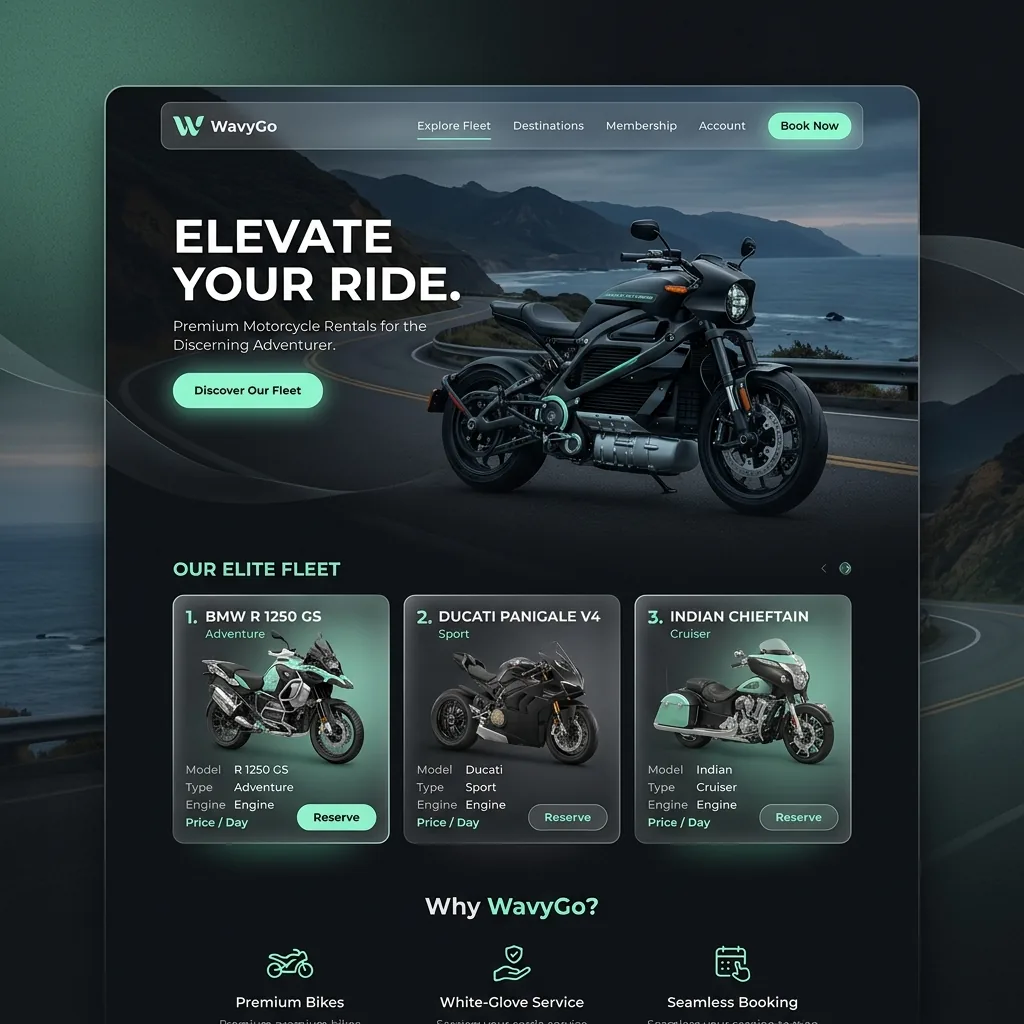 WavyGo
Explore Fleet
Destinations
Membership
Account
Book Now
ELEVATE
YOUR RIDE.
Premium Motorcycle Rentals for the
Discerning Adventurer.
Discover Our Fleet
OUR ELITE FLEET
1. BMW R 1250 GS
Adventure
Model R 1250 GS
Type Adventure
Engine Engine
Price / Day
Reserve
2. DUCATI PANIGALE V4
Sport
Model Ducati
Type Sport
Engine Engine
Price / Day
Reserve
3. INDIAN CHIEFTAIN
Cruiser
Model Indian
Type Cruiser
Engine Engine
Price / Day
Reserve
Why WavyGo?
Premium Bikes
White-Glove Service
Seamless Booking